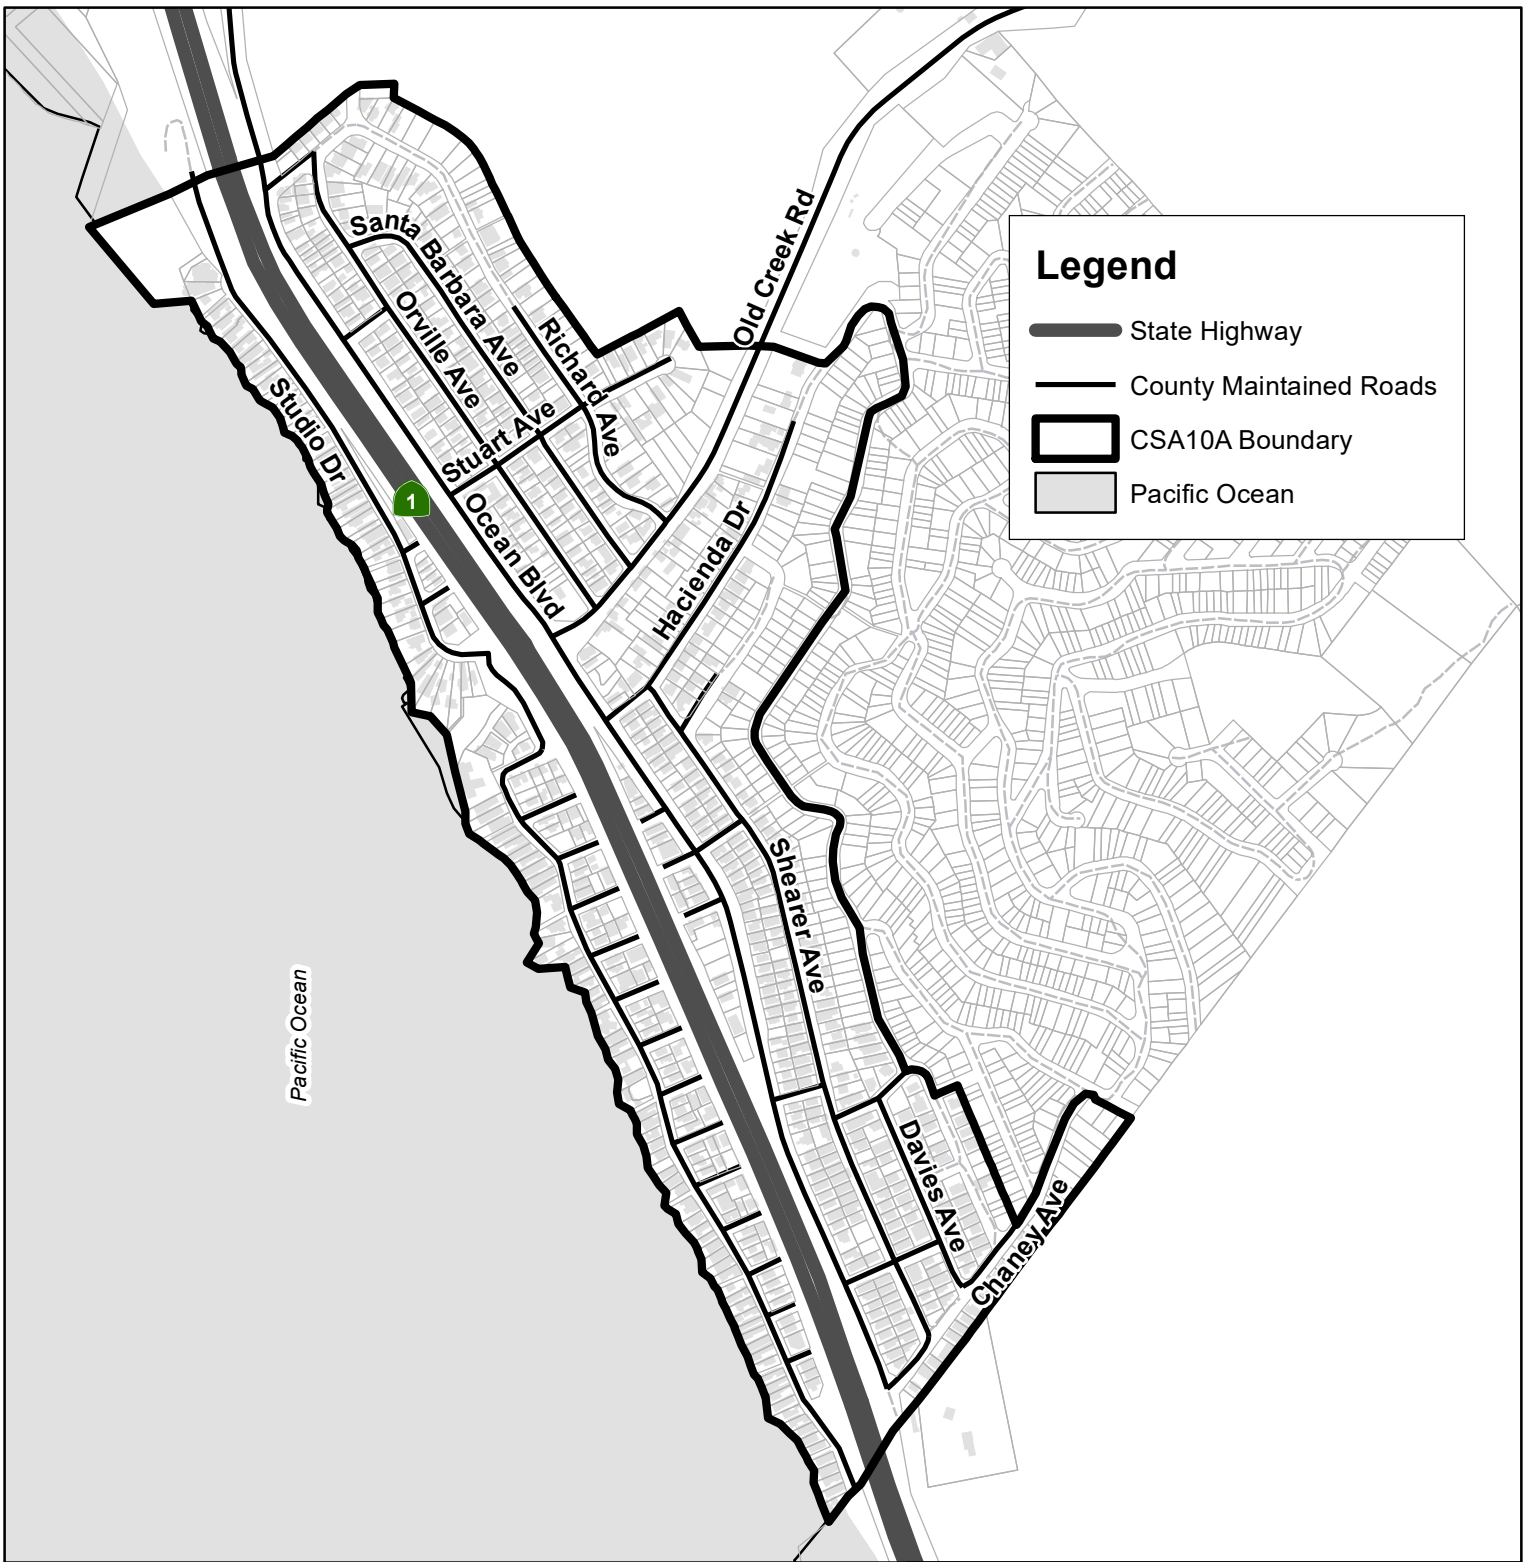 Santa Barbara Ave
Orville Ave
Richard Ave
Old Creek Rd
Studio Dr
Stuart Ave
1
Ocean Blvd
Hacienda Dr
Legend
State Highway
County Maintained Roads
CSA10A Boundary
Pacific Ocean
Shearer Ave
Pacific Ocean
Davies Ave
Chaney Ave